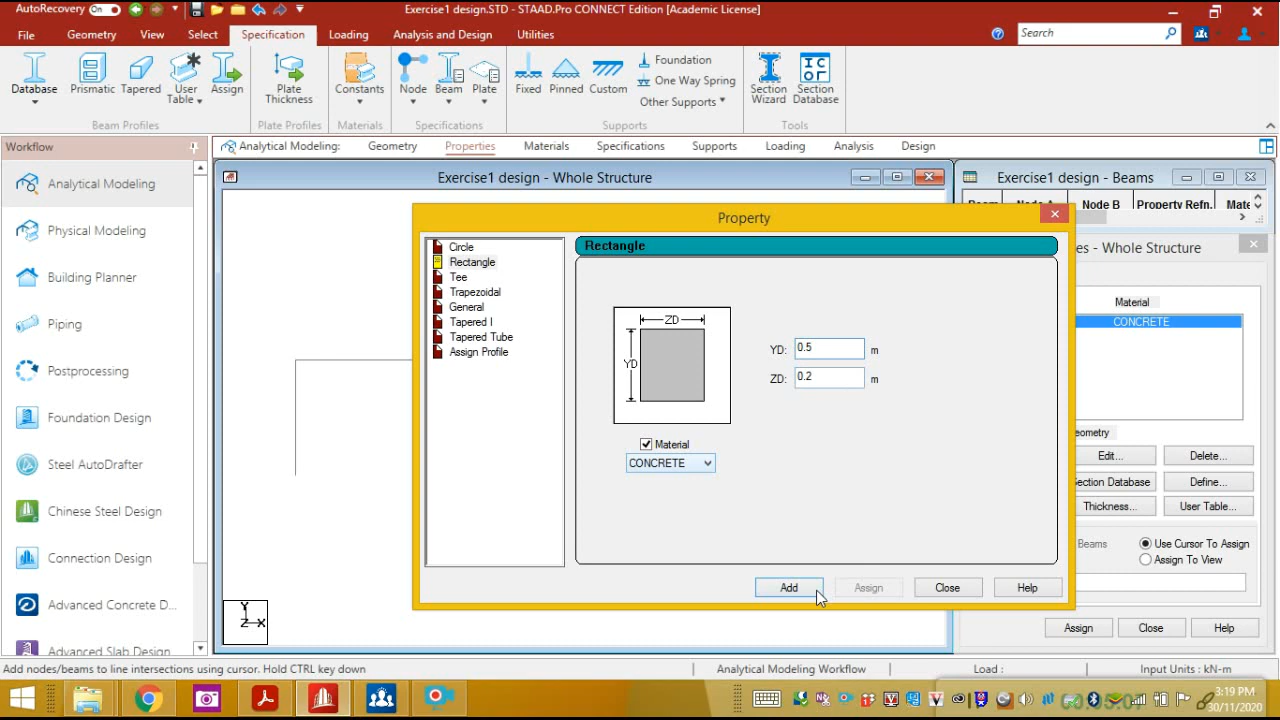 AutoRecovery On Exercise1 design.STD - STAAD.Pro CONNECT Edition [Academic License]
File Geometry View Select Specification Loading Analysis and Design Utilities Search
Database Prismatic Tapered User Table Assign Plate Thickness Constants Node Beam Plate Fixed Pinned Custom Foundation One Way Spring Other Supports Section Wizard Section Database
Beam Profiles Plate Profiles Materials Specifications Supports Tools
Workflow
Analytical Modeling: Geometry Properties Materials Specifications Supports Loading Analysis Design
Analytical Modeling
Physical Modeling
Building Planner
Piping
Postprocessing
Foundation Design
Steel AutoDrafter
Chinese Steel Design
Connection Design
Advanced Concrete D...
Advanced Slab Design
Exercise1 design - Whole Structure
Exercise1 design - Beams
Node B Property Refn.
Property
Circle
Rectangle
Tee
Trapezoidal
General
Tapered I
Tapered Tube
Assign Profile
Rectangle
ZD
YD
YD: 0.5 m
ZD: 0.2 m
Material
CONCRETE
Add Assign Close Help
es - Whole Structure
Material
CONCRETE
eometry
Edit... Delete...
Section Database Define...
Thickness... User Table...
Beams Use Cursor To Assign
Assign To View
Assign Close Help
Y
Z X
Add nodes/beams to line intersections using cursor. Hold CTRL key down Analytical Modeling Workflow Load : Input Units : kN-m
3:19 PM
30/11/2020